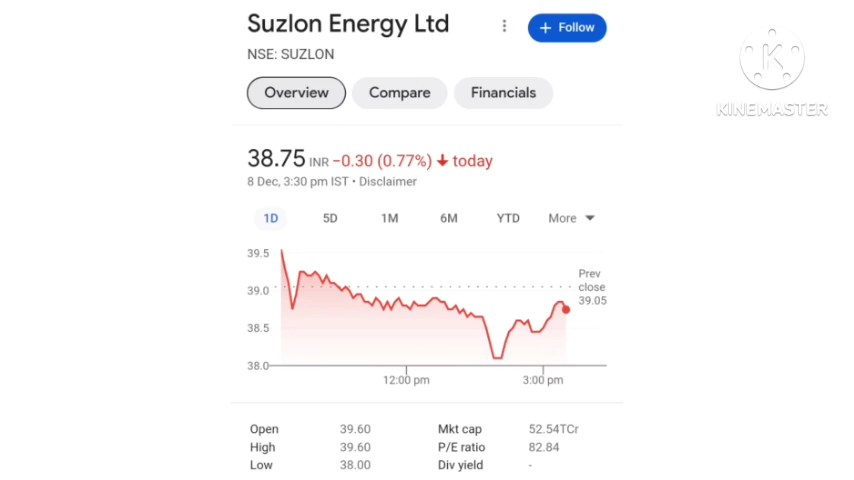 Suzlon Energy Ltd
+ Follow
NSE: SUZLON
Overview Compare Financials
38.75 INR −0.30 (0.77%) ↓ today
8 Dec, 3:30 pm IST • Disclaimer
1D 5D 1M 6M YTD More
39.5
39.0
38.5
38.0
Prev
close
39.05
12:00 pm 3:00 pm
Open 39.60 Mkt cap 52.54TCr
High 39.60 P/E ratio 82.84
Low 38.00 Div yield -
K
KINEMASTER